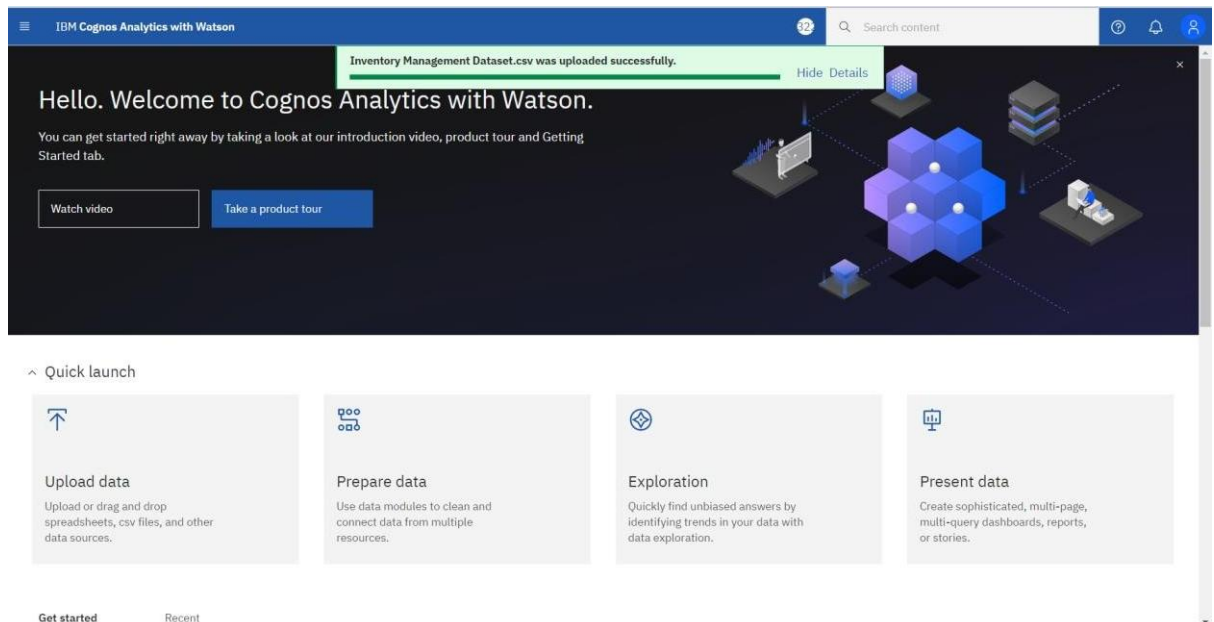 IBM Cognos Analytics with Watson
Search content
Inventory Management Dataset.csv was uploaded successfully.
Hide Details
Hello. Welcome to Cognos Analytics with Watson.
You can get started right away by taking a look at our introduction video, product tour and Getting
Started tab.
Watch video
Take a product tour
Quick launch
Upload data
Upload or drag and drop
spreadsheets, csv files, and other
data sources.
Prepare data
Use data modules to clean and
connect data from multiple
resources.
Exploration
Quickly find unbiased answers by
identifying trends in your data with
data exploration.
Present data
Create sophisticated, multi-page,
multi-query dashboards, reports,
or stories.
Get started
Recent